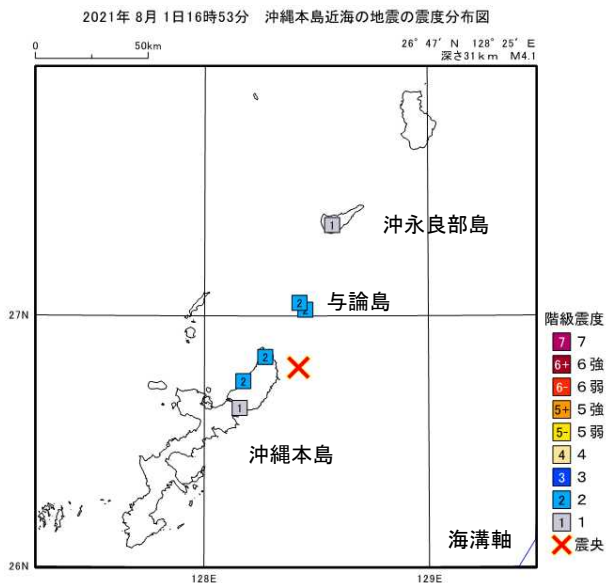 2021年 8月 1日16時53分　沖縄本島近海の地震の震度分布図
0 50km
26°47′N 128°25′E
深さ31km M4.1
1
沖永良部島
2
2
与論島
27N
2
2
1
沖縄本島
海溝軸
26N
128E
129E
階級震度
7 7
6+ 6強
6- 6弱
5+ 5強
5- 5弱
4 4
3 3
2 2
1 1
震央